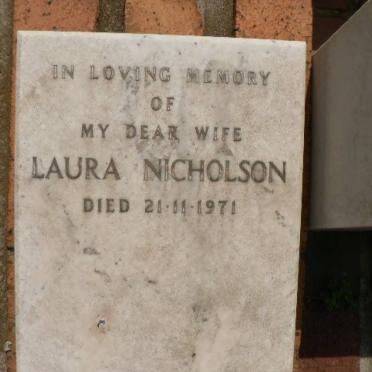 IN LOVING MEMORY
OF
MY DEAR WIFE
LAURA NICHOLSON
DIED 21·11·1971